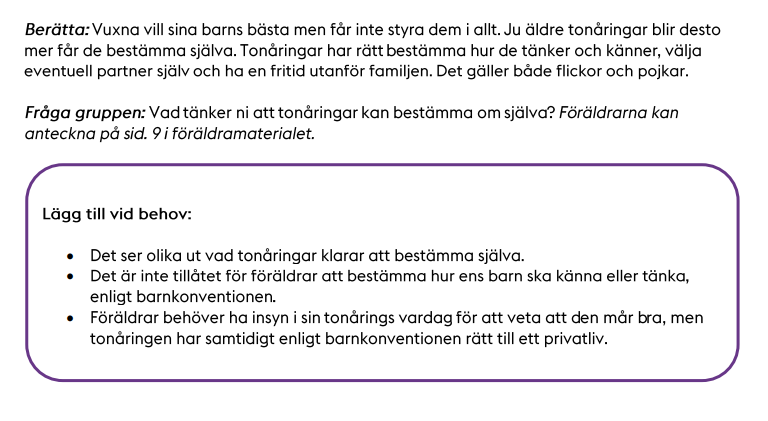 Berätta: Vuxna vill sina barns bästa men får inte styra dem i allt. Ju äldre tonåringar blir desto
mer får de bestämma själva. Tonåringar har rätt bestämma hur de tänker och känner, välja
eventuell partner själv och ha en fritid utanför familjen. Det gäller både flickor och pojkar.
Fråga gruppen: Vad tänker ni att tonåringar kan bestämma om själva? Föräldrarna kan
anteckna på sid. 9 i föräldramaterialet.
Lägg till vid behov:
• Det ser olika ut vad tonåringar klarar att bestämma själva.
• Det är inte tillåtet för föräldrar att bestämma hur ens barn ska känna eller tänka,
enligt barnkonventionen.
• Föräldrar behöver ha insyn i sin tonårings vardag för att veta att den mår bra, men
tonåringen har samtidigt enligt barnkonventionen rätt till ett privatliv.